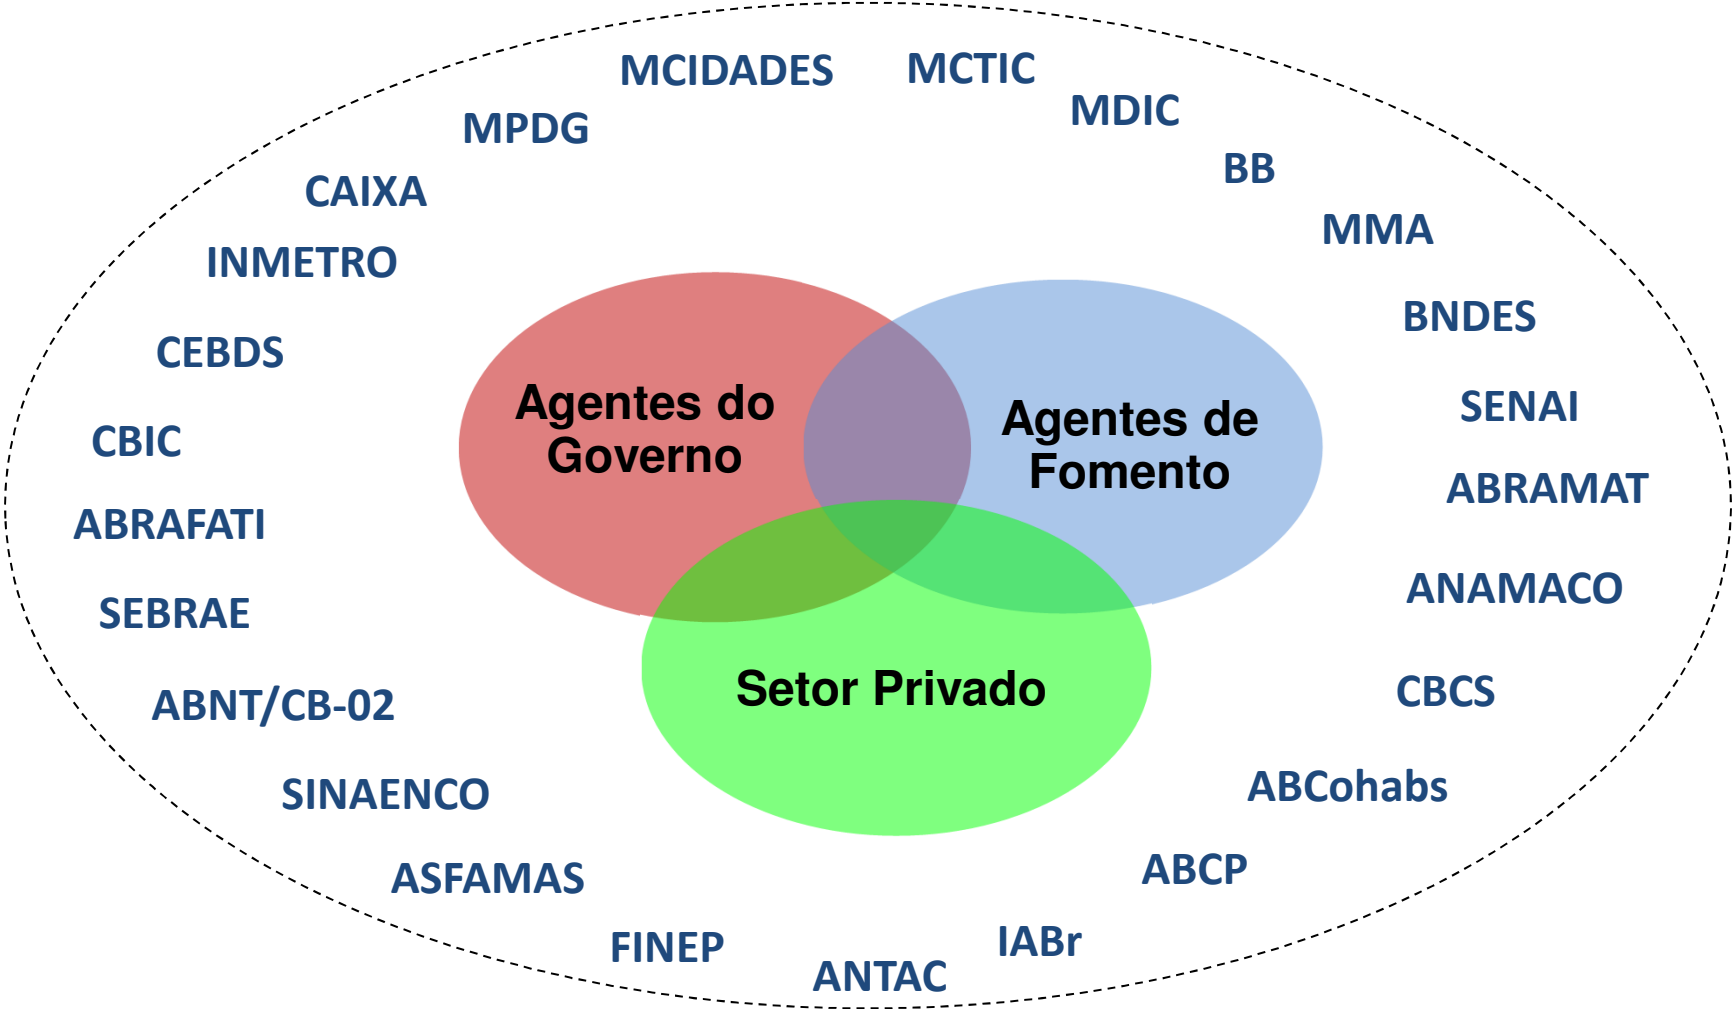 MCIDADES
MCTIC
MPDG
MDIC
CAIXA
BB
INMETRO
MMA
CEBDS
BNDES
CBIC
SENAI
ABRAFATI
ABRAMAT
SEBRAE
ANAMACO
ABNT/CB-02
CBCS
SINAENCO
ABCohabs
ASFAMAS
ABCP
FINEP
IABr
ANTAC
Agentes do
Governo
Agentes de
Fomento
Setor Privado